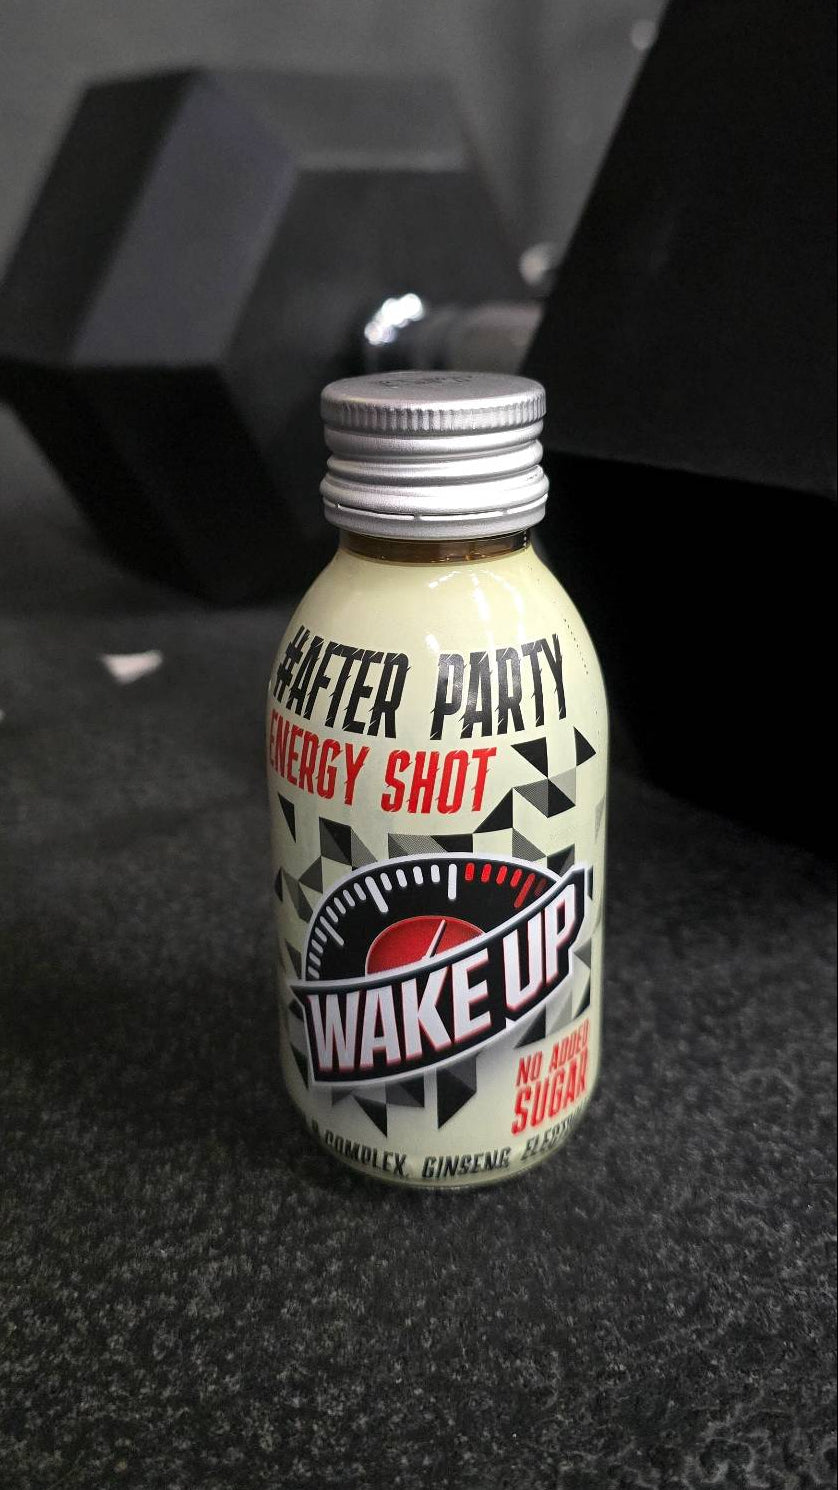 #AFTER PARTY
ENERGY SHOT
WAKE UP
NO ADDED
SUGAR
B COMPLEX, GINSENG,